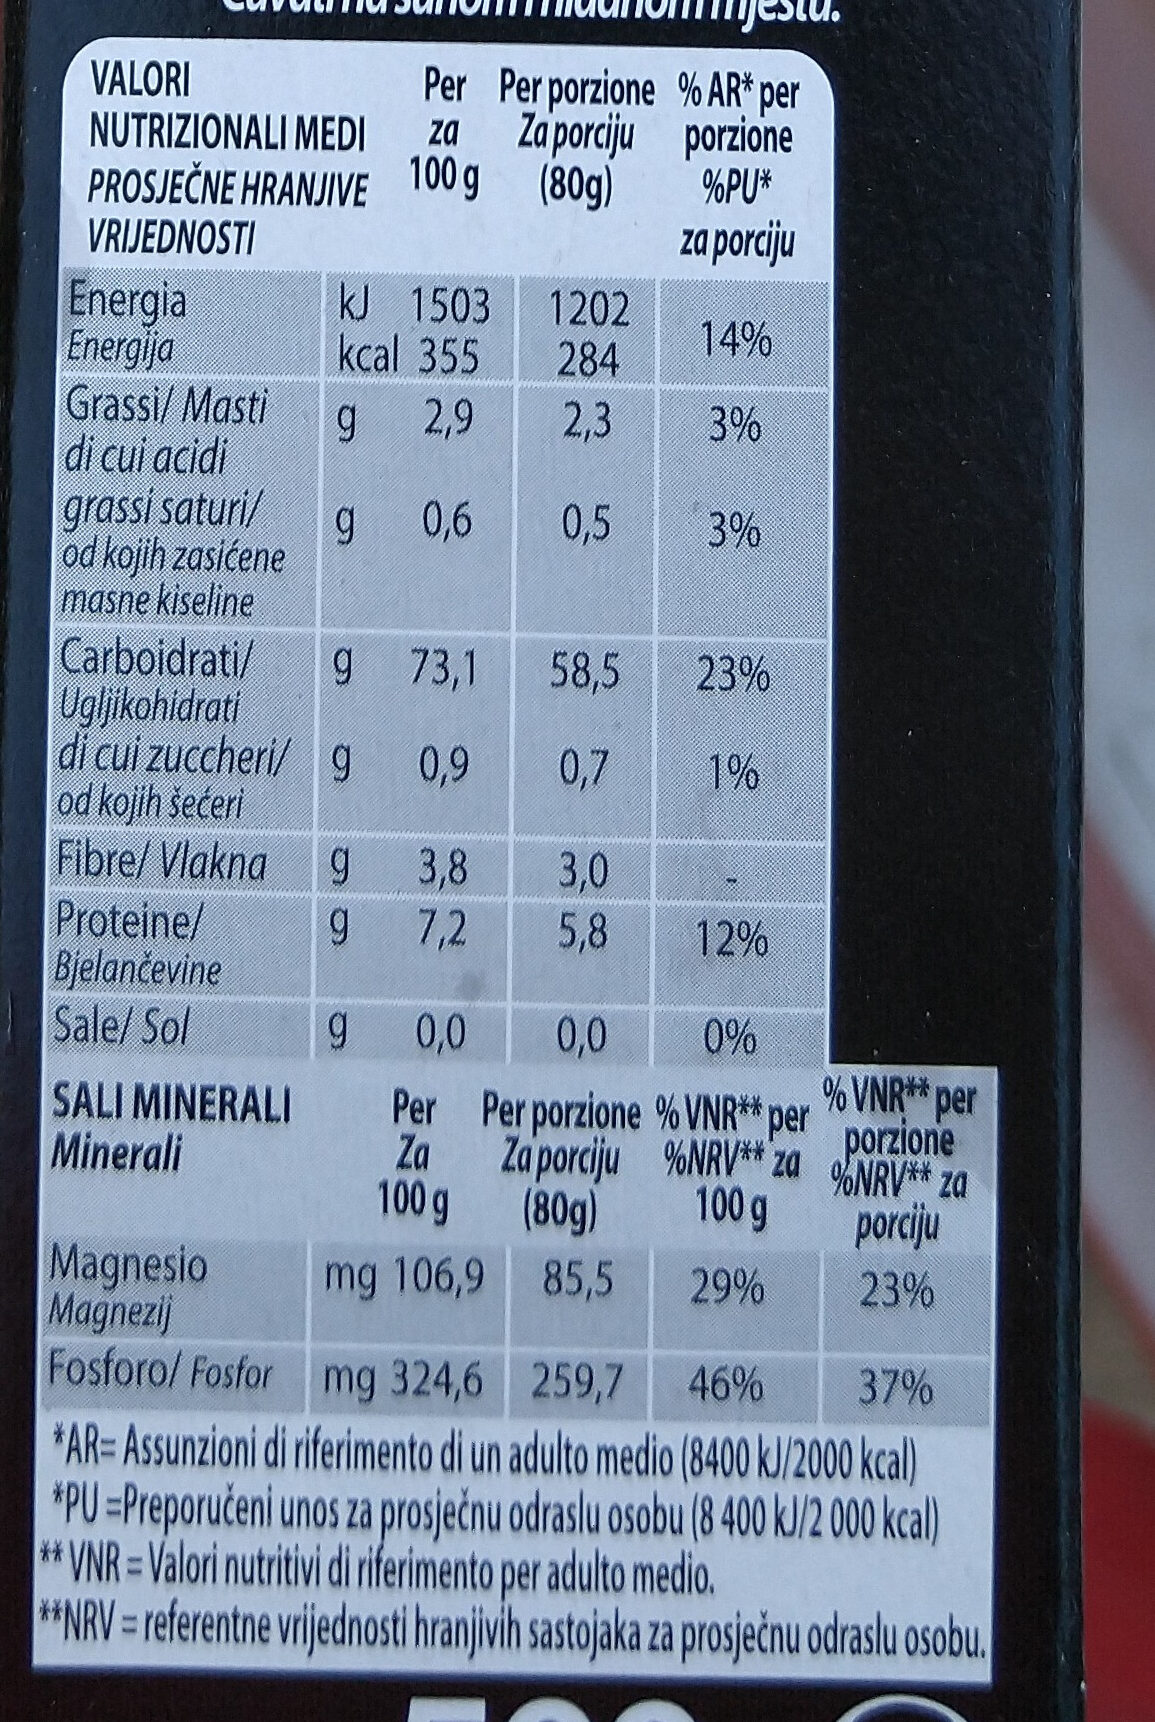 Čuvati na suhom i hladnom mjestu.
VALORI NUTRIZIONALI MEDI
PROSJEČNE HRANJIVE VRIJEDNOSTI
Per za 100 g
Per porzione Za porciju (80g)
% AR* per porzione %PU* za porciju
Energia Energija kJ 1503 1202 14%
kcal 355 284
Grassi/ Masti g 2,9 2,3 3%
di cui acidi
grassi saturi/ g 0,6 0,5 3%
od kojih zasićene
masne kiseline
Carboidrati/ g 73,1 58,5 23%
Ugljikohidrati
di cui zuccheri/ g 0,9 0,7 1%
od kojih šećeri
Fibre/ Vlakna g 3,8 3,0 -
Proteine/ g 7,2 5,8 12%
Bjelančevine
Sale/ Sol g 0,0 0,0 0%
SALI MINERALI
Minerali
Per Za 100 g
Per porzione Za porciju (80g)
% VNR** per %NRV** za 100 g
% VNR** per porzione %NRV** za porciju
Magnesio mg 106,9 85,5 29% 23%
Magnezij
Fosforo/ Fosfor mg 324,6 259,7 46% 37%
*AR= Assunzioni di riferimento di un adulto medio (8400 kJ/2000 kcal)
*PU =Preporučeni unos za prosječnu odraslu osobu (8 400 kJ/2 000 kcal)
** VNR = Valori nutritivi di riferimento per adulto medio.
**NRV = referentne vrijednosti hranjivih sastojaka za prosječnu odraslu osobu.